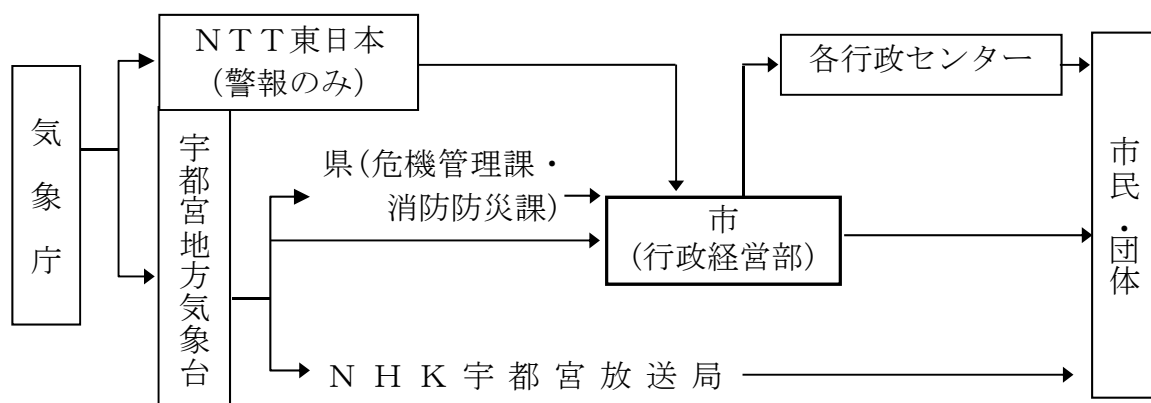 気象庁
ＮＴＴ東日本
(警報のみ)
宇都宮地方気象台
県(危機管理課・
消防防災課)
ＮＨＫ宇都宮放送局
市
(行政経営部)
各行政センター
市民・団体